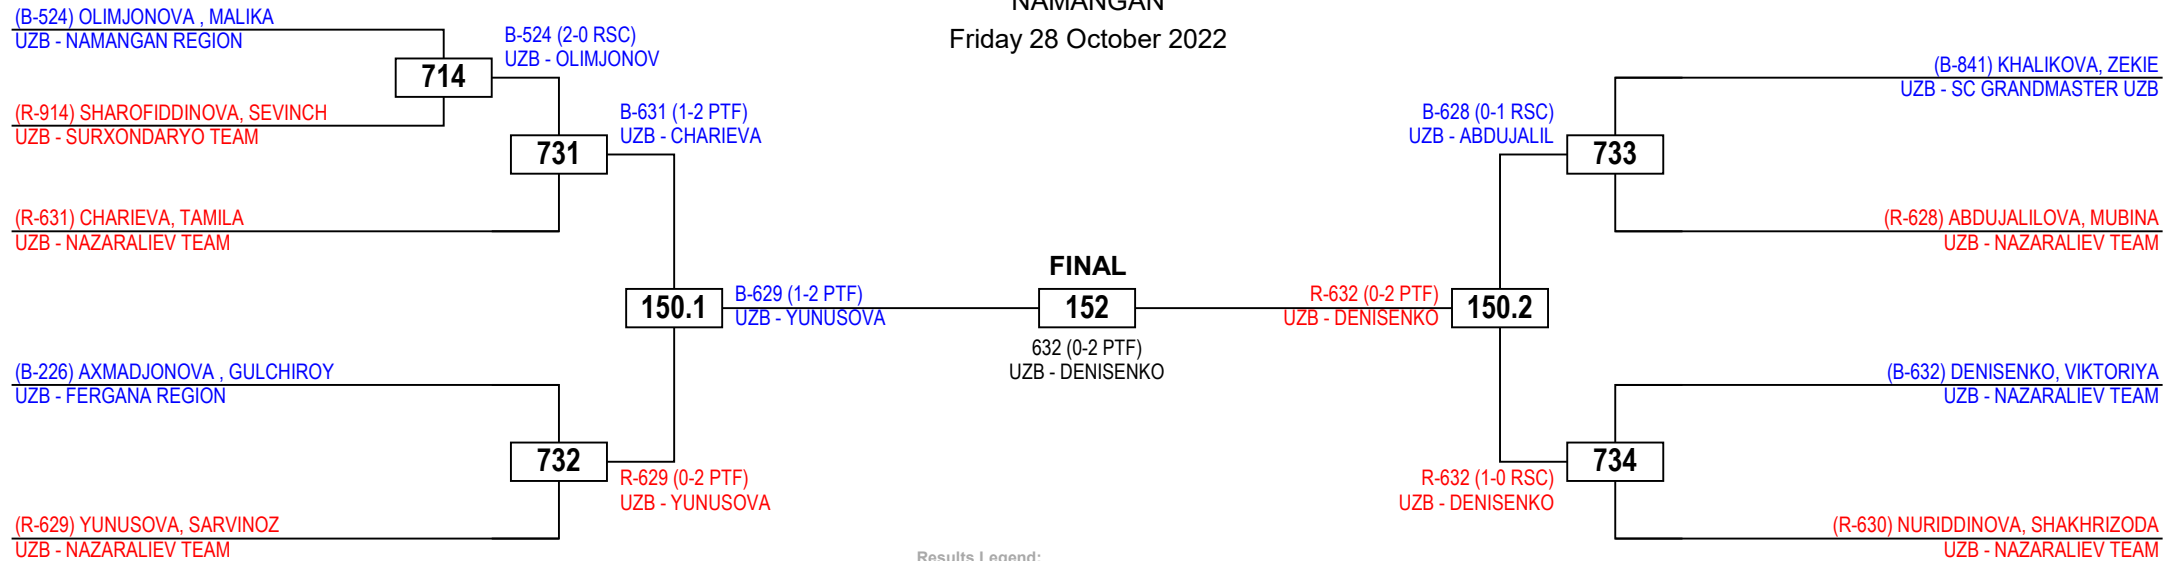 NAMANGAN
Friday 28 October 2022
(B-524) OLIMJONOVA , MALIKA
UZB - NAMANGAN REGION
714
(R-914) SHAROFIDDINOVA, SEVINCH
UZB - SURXONDARYO TEAM
B-524 (2-0 RSC)
UZB - OLIMJONOV
731
(R-631) CHARIEVA, TAMILA
UZB - NAZARALIEV TEAM
B-631 (1-2 PTF)
UZB - CHARIEVA
150.1
(B-226) AXMADJONOVA , GULCHIROY
UZB - FERGANA REGION
732
(R-629) YUNUSOVA, SARVINOZ
UZB - NAZARALIEV TEAM
R-629 (0-2 PTF)
UZB - YUNUSOVA
B-629 (1-2 PTF)
UZB - YUNUSOVA
FINAL
152
632 (0-2 PTF)
UZB - DENISENKO
R-632 (0-2 PTF)
UZB - DENISENKO
150.2
B-628 (0-1 RSC)
UZB - ABDUJALIL
733
(B-841) KHALIKOVA, ZEKIE
UZB - SC GRANDMASTER UZB
(R-628) ABDUJALILOVA, MUBINA
UZB - NAZARALIEV TEAM
(B-632) DENISENKO, VIKTORIYA
UZB - NAZARALIEV TEAM
734
R-632 (1-0 RSC)
UZB - DENISENKO
(R-630) NURIDDINOVA, SHAKHRIZODA
UZB - NAZARALIEV TEAM
Results Legend: